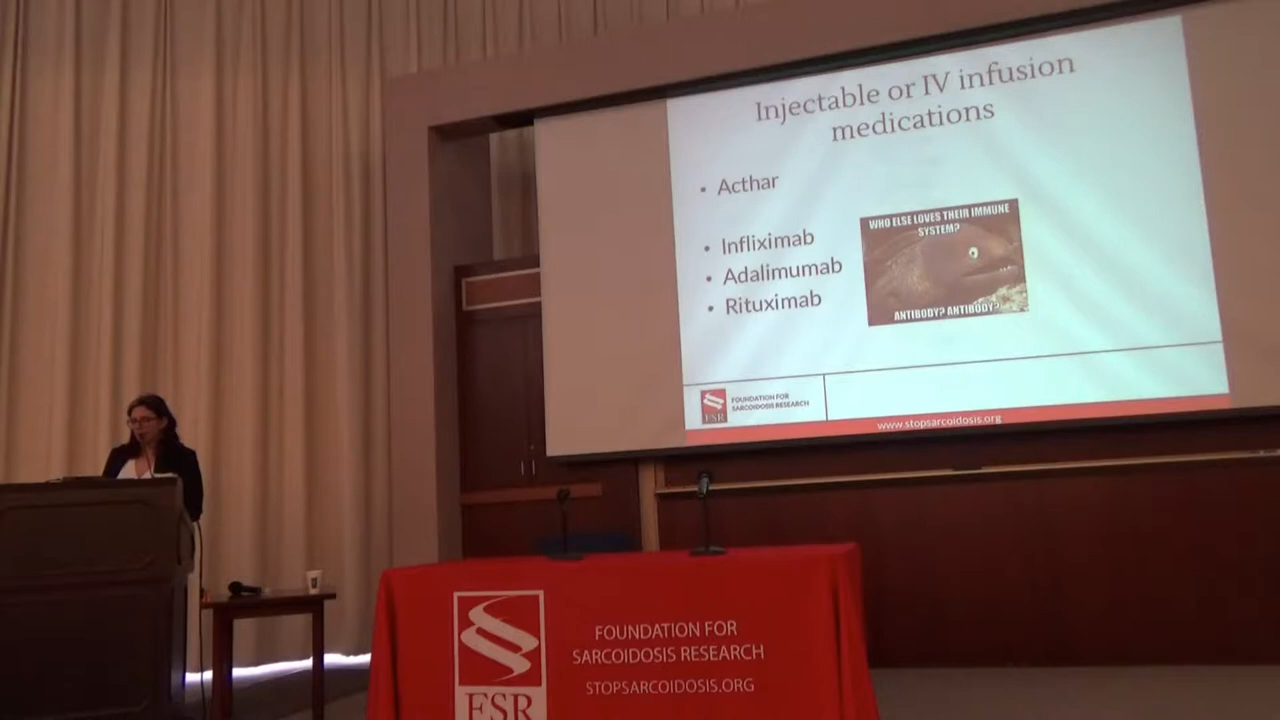 Injectable or IV infusion
medications
• Acthar
• Infliximab
• Adalimumab
• Rituximab
WHO ELSE LOVES THEIR IMMUNE
SYSTEM?
ANTIBODY? ANTIBODY?
FSR
FOUNDATION FOR
SARCOIDOSIS RESEARCH
www.stopsarcoidosis.org
FSR
FOUNDATION FOR
SARCOIDOSIS RESEARCH
STOPSARCOIDOSIS.ORG